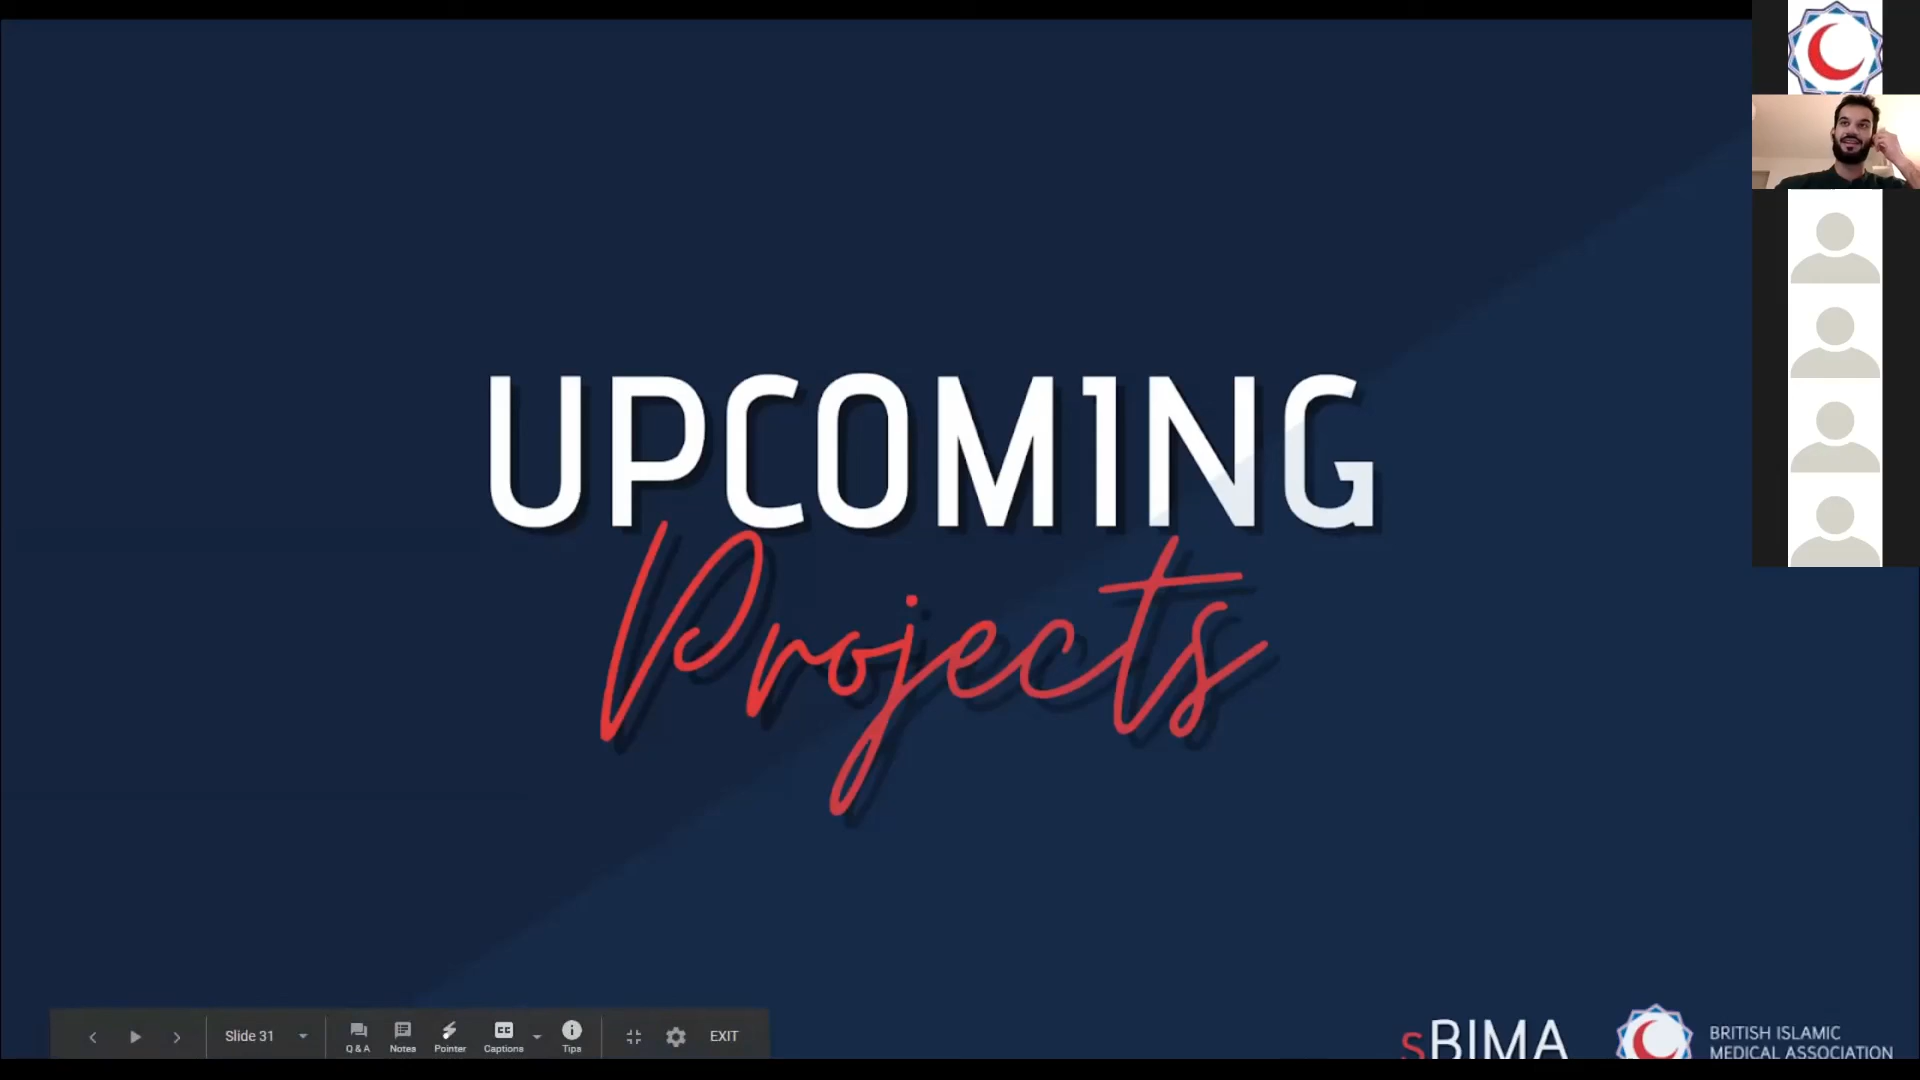 UPCOMING
Projects
Slide 31
Q & A
Notes
Pointer
Captions
Tips
EXIT
sBIMA
BRITISH ISLAMIC
MEDICAL ASSOCIATION